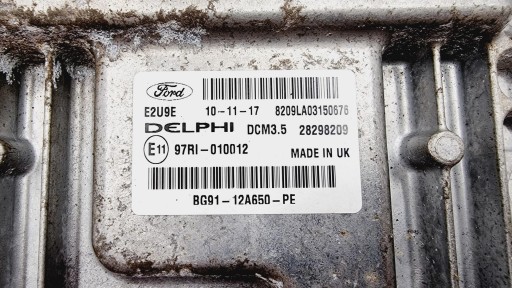 Ford
E2U9E 10-11-17 8209LA03150676
DELPHI DCM3.5 28298209
E11 97RI-010012 MADE IN UK
BG91-12A650-PE